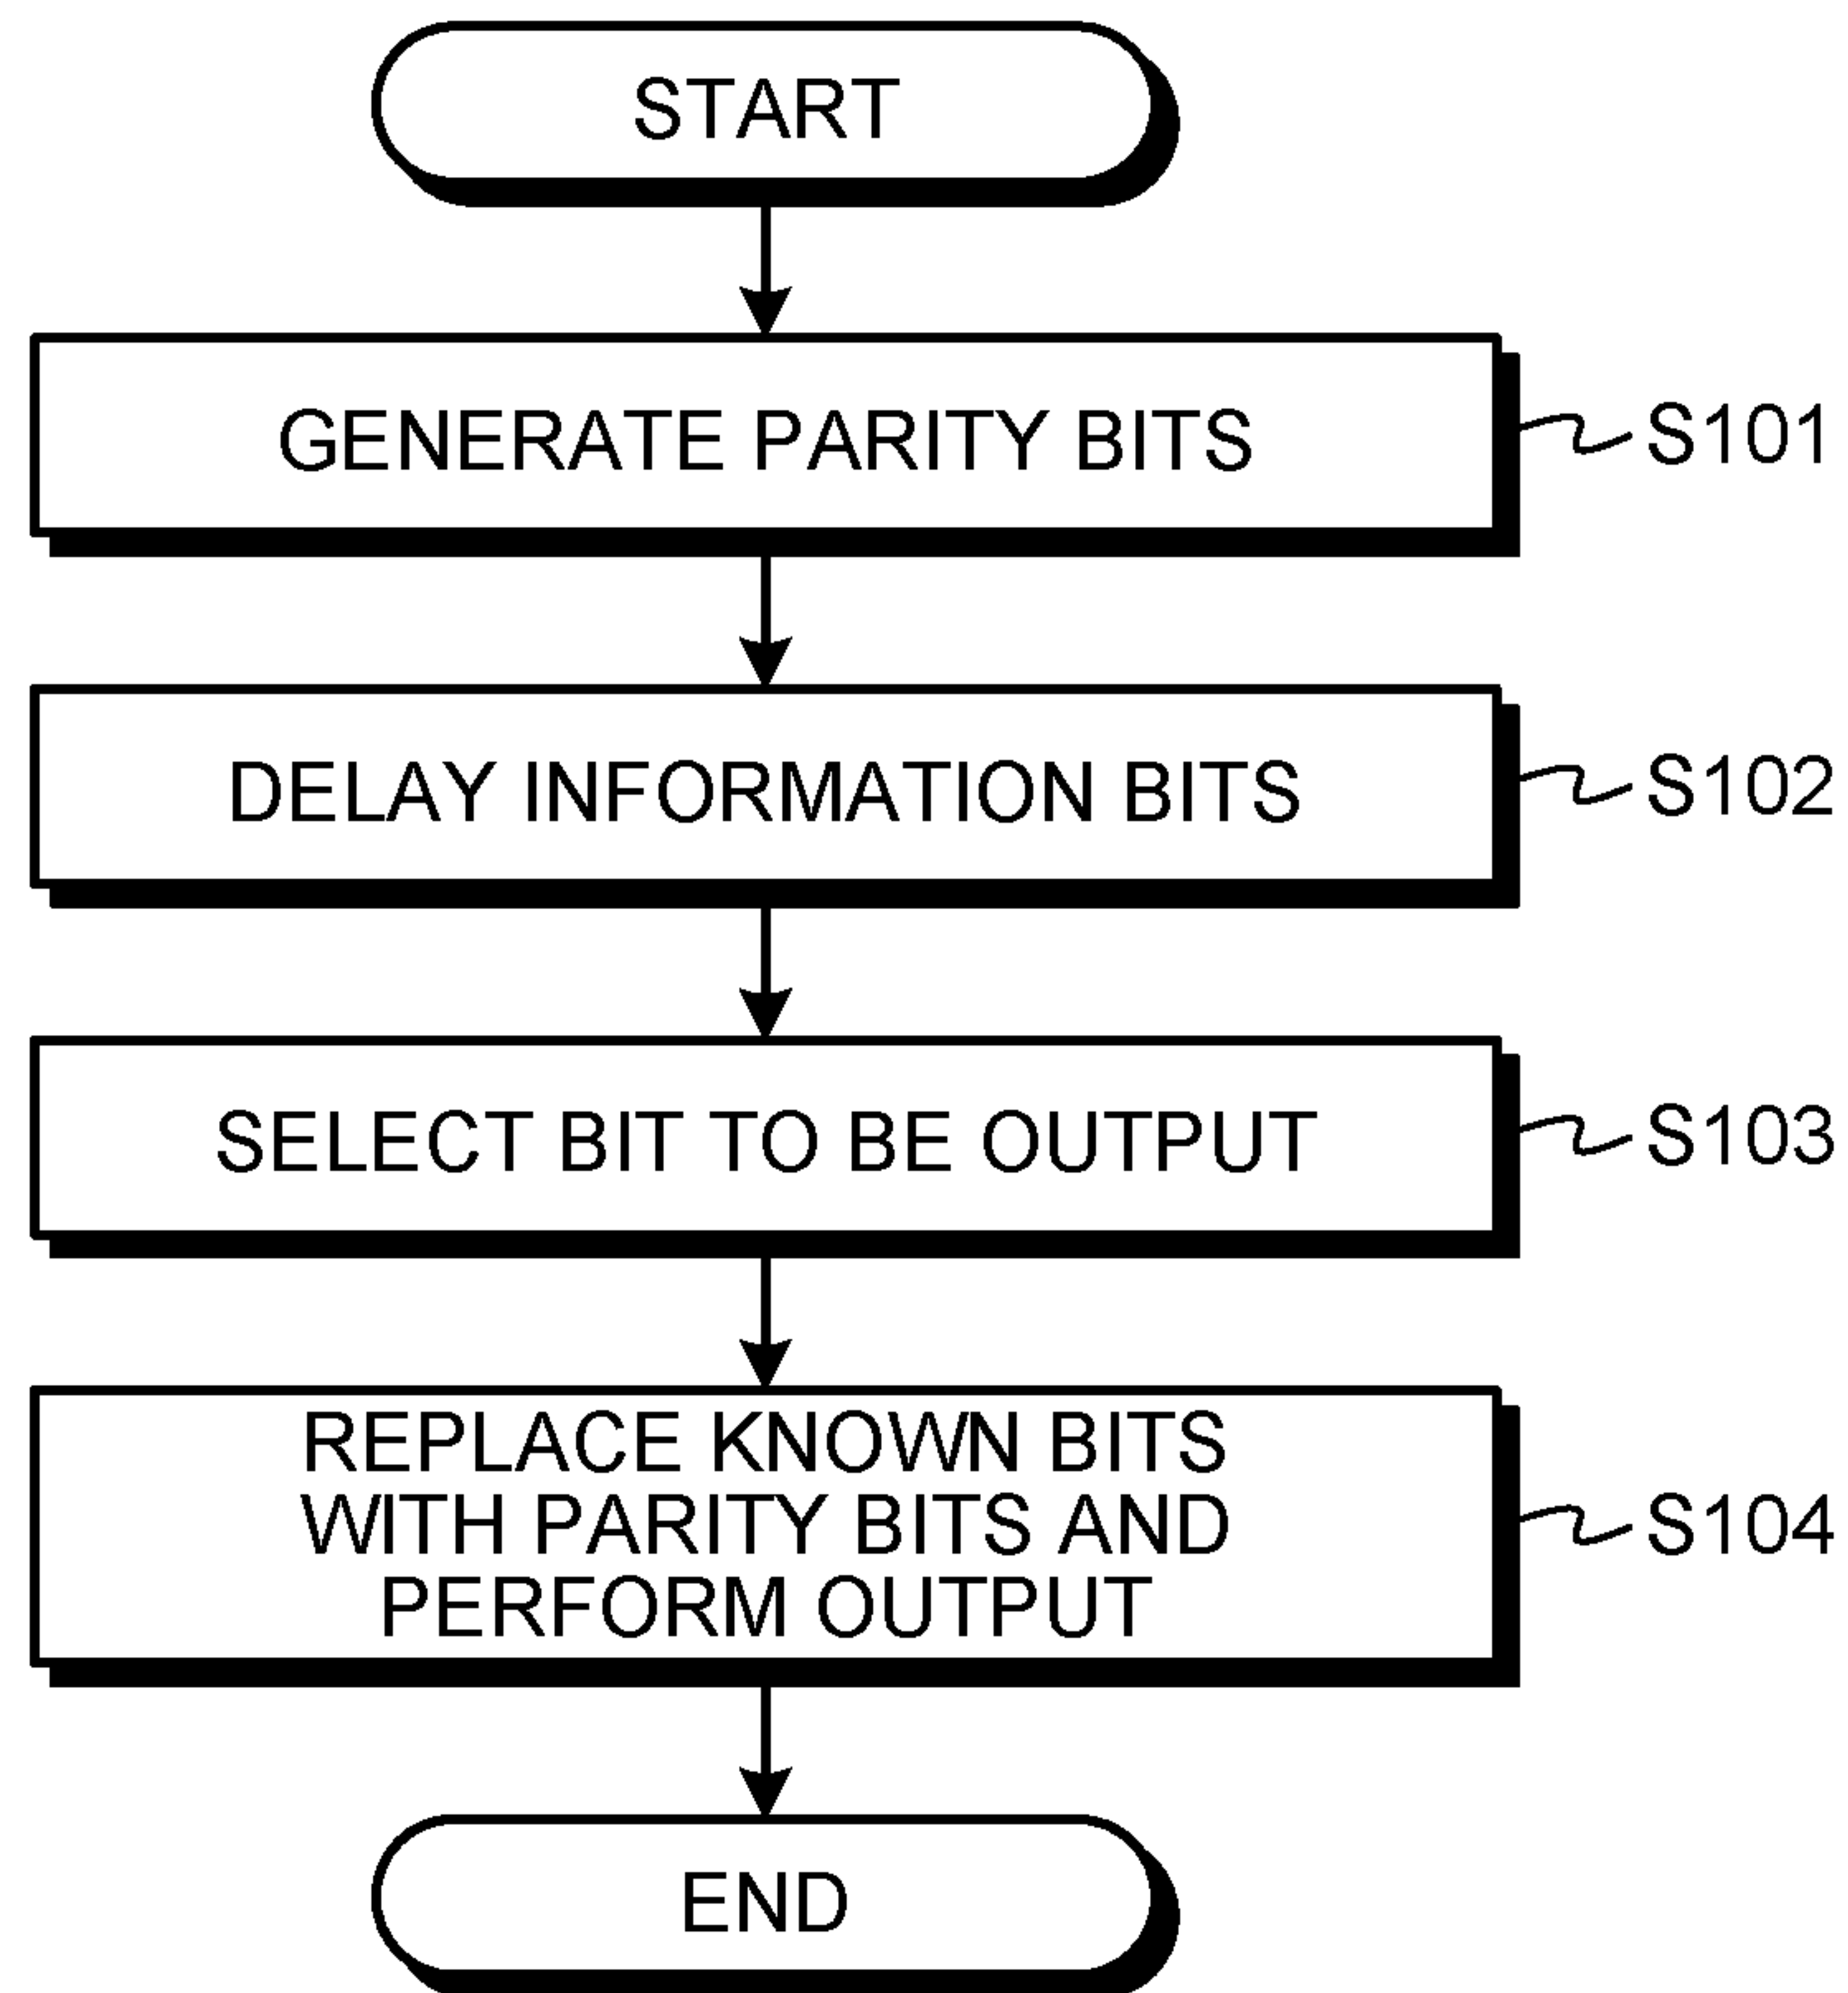 START
GENERATE PARITY BITS
S101
DELAY INFORMATION BITS
S102
SELECT BIT TO BE OUTPUT
S103
REPLACE KNOWN BITS
WITH PARITY BITS AND
PERFORM OUTPUT
S104
END